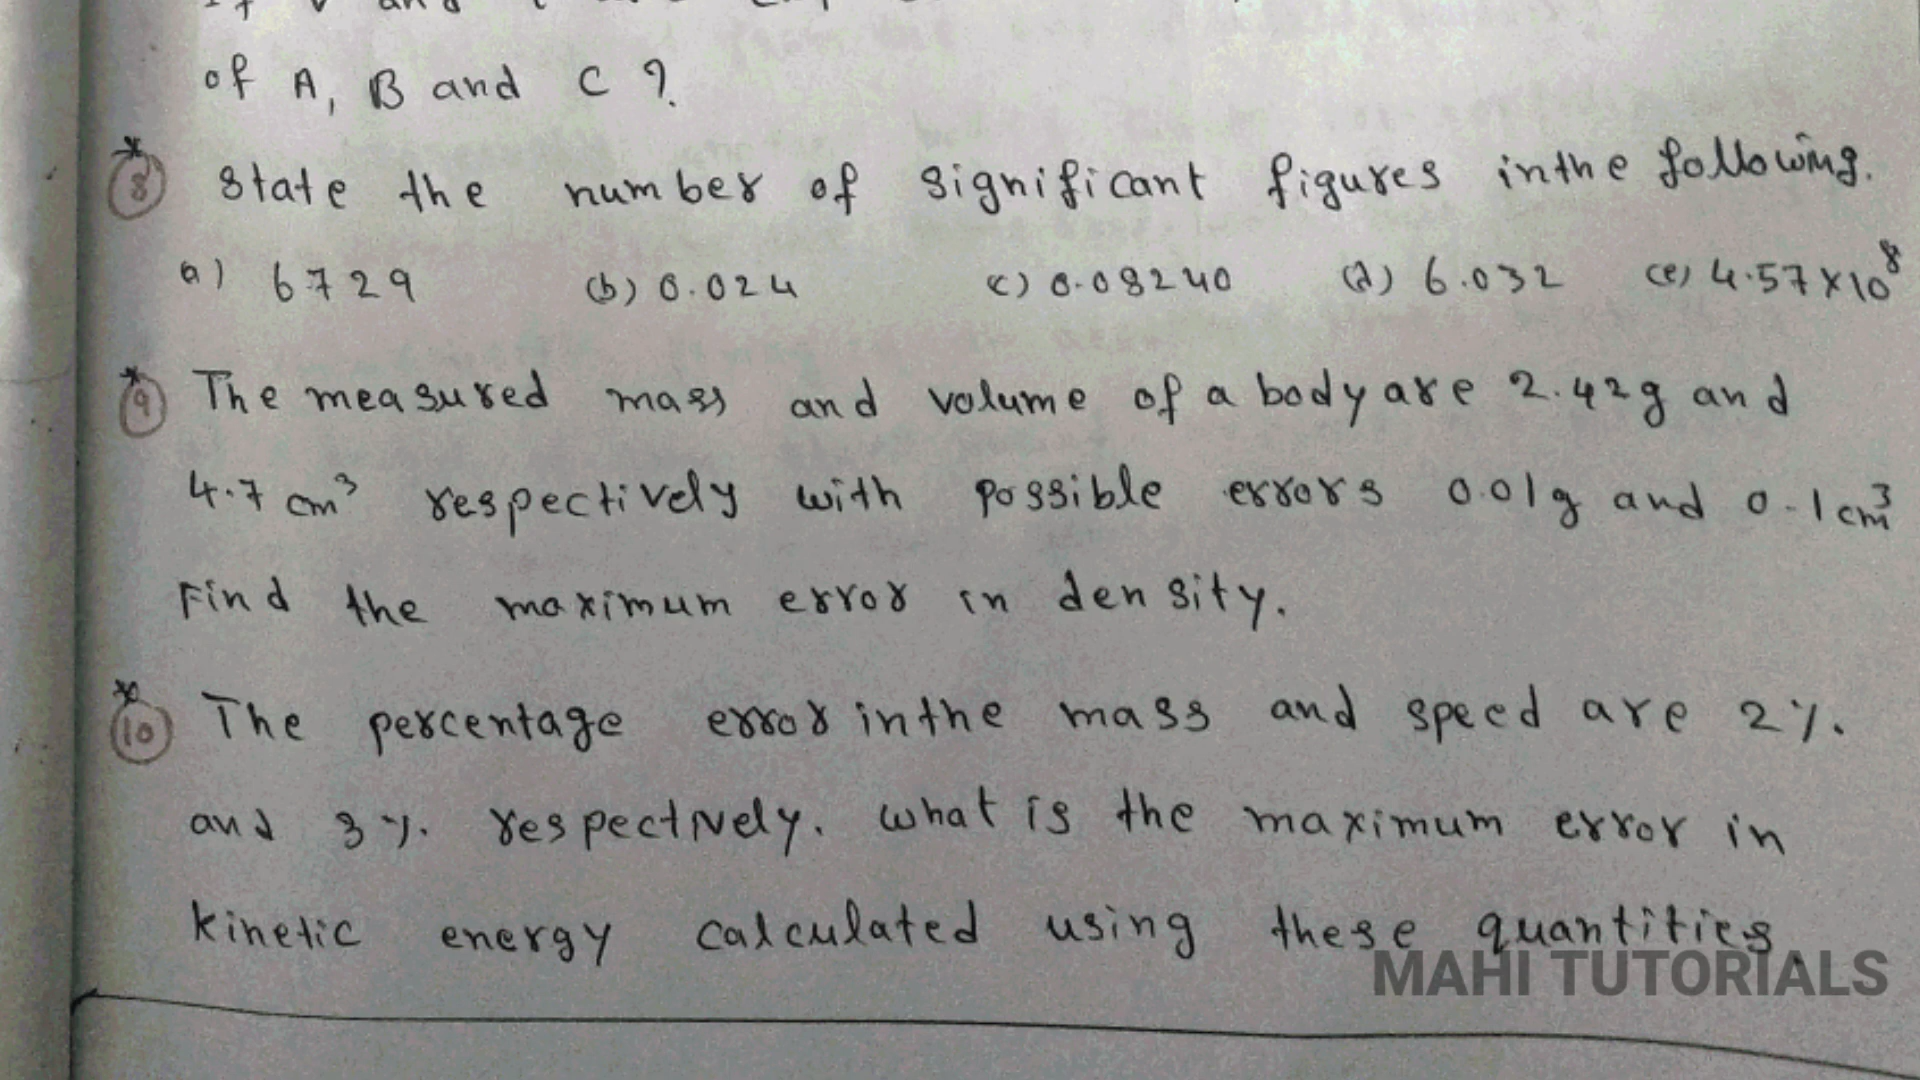 of A, B and C ?
8 State the number of significant figures in the following.
a) 6729 (b) 0.024 c) 0.08240 (d) 6.032 (e) 4.57 x 10⁸
9 The measured mass and volume of a body are 2.42g and
4.7 cm³ respectively with possible errors 0.01g and 0.1 cm³
Find the maximum error in density.
10 The percentage error in the mass and speed are 2%.
and 3%. respectively. what is the maximum error in
kinetic energy calculated using these quantities.
MAHI TUTORIALS